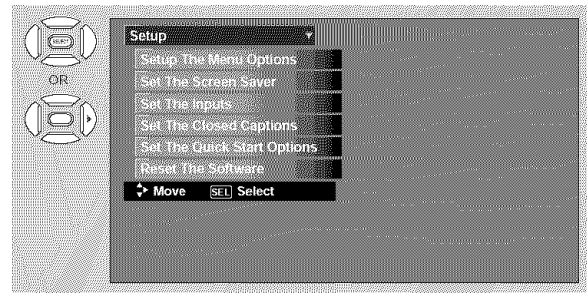 SELECT
OR
Setup
Setup The Menu Options
Set The Screen Saver
Set The Inputs
Set The Closed Captions
Set The Quick Start Options
Reset The Software
Move SEL Select